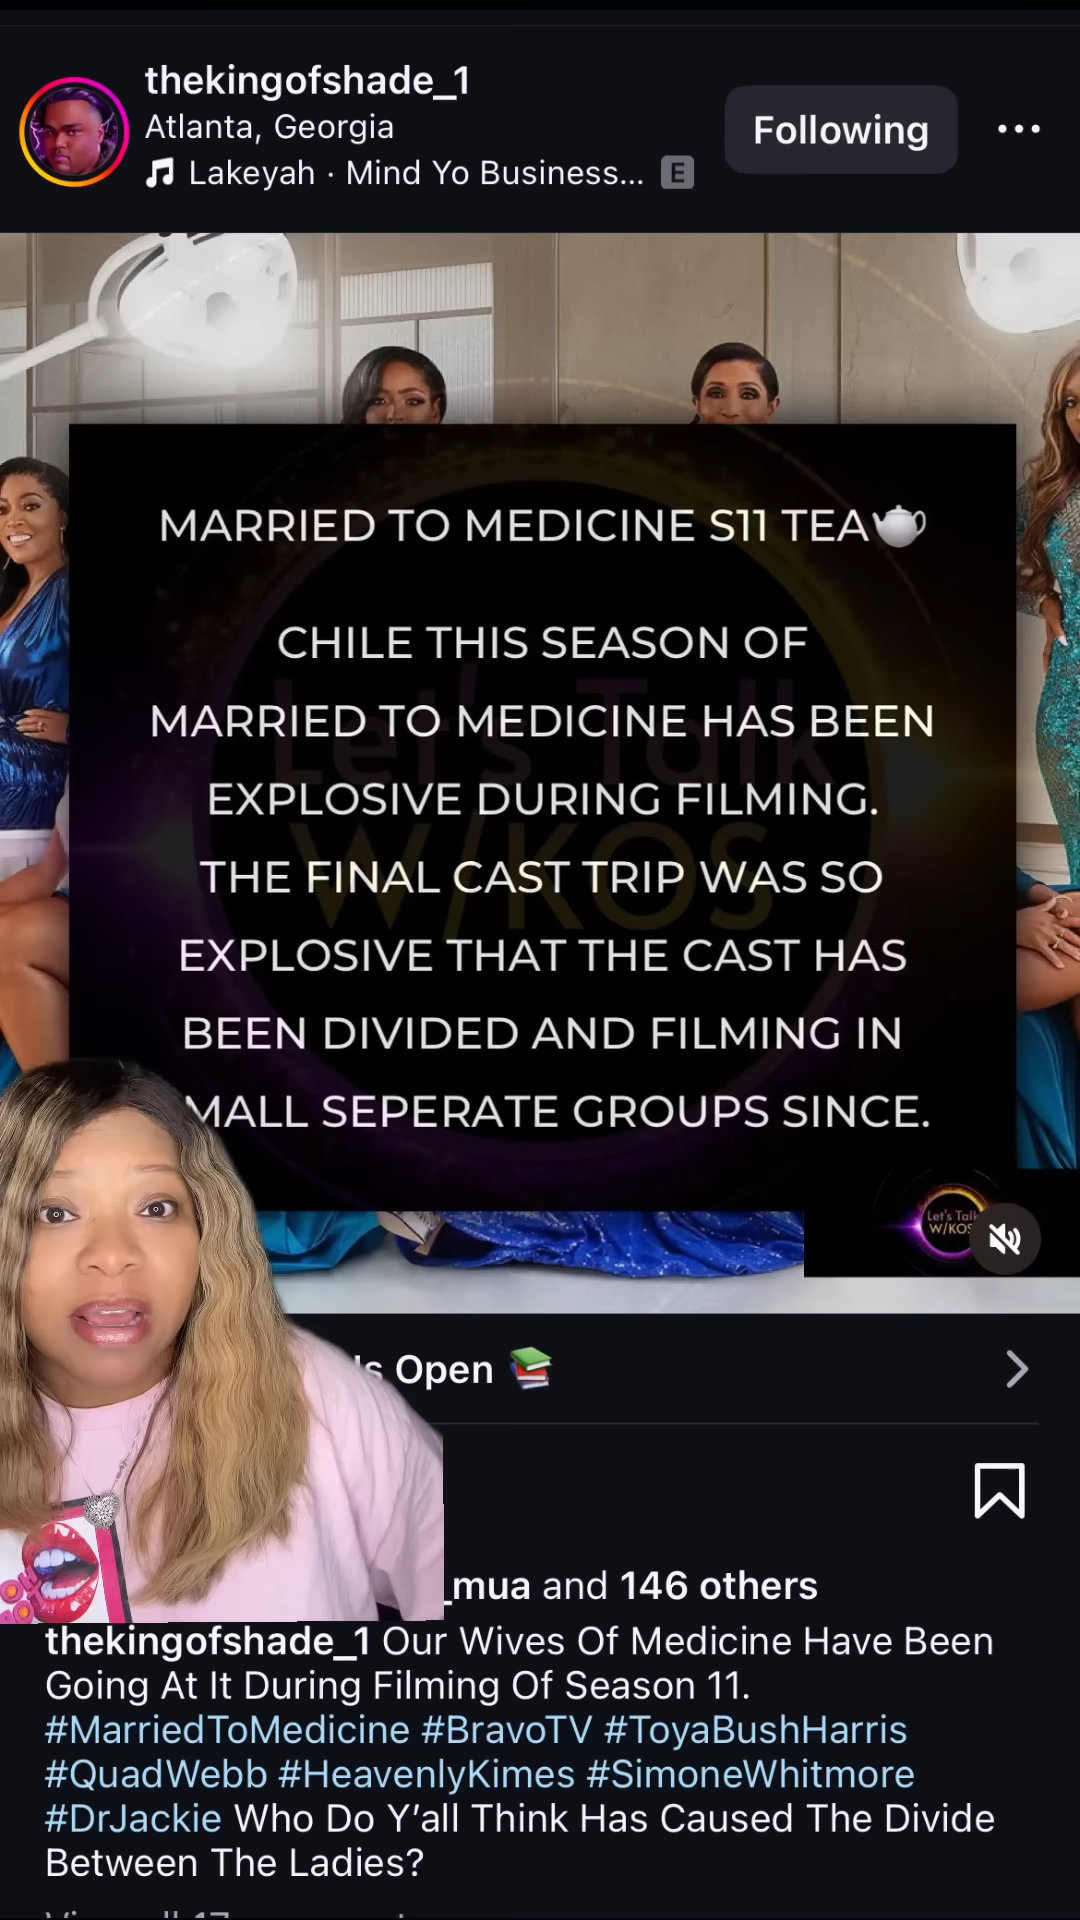 thekingofshade_1
Atlanta, Georgia
Lakeyah · Mind Yo Business... E
Following
MARRIED TO MEDICINE S11 TEA
CHILE THIS SEASON OF
MARRIED TO MEDICINE HAS BEEN
EXPLOSIVE DURING FILMING.
THE FINAL CAST TRIP WAS SO
EXPLOSIVE THAT THE CAST HAS
BEEN DIVIDED AND FILMING IN
MALL SEPERATE GROUPS SINCE.
Let's Talk
W/KOS
Let's Talk
W/KOS
Is Open
_mua and 146 others
thekingofshade_1 Our Wives Of Medicine Have Been
Going At It During Filming Of Season 11.
#MarriedToMedicine #BravoTV #ToyaBushHarris
#QuadWebb #HeavenlyKimes #SimoneWhitmore
#DrJackie Who Do Y'all Think Has Caused The Divide
Between The Ladies?